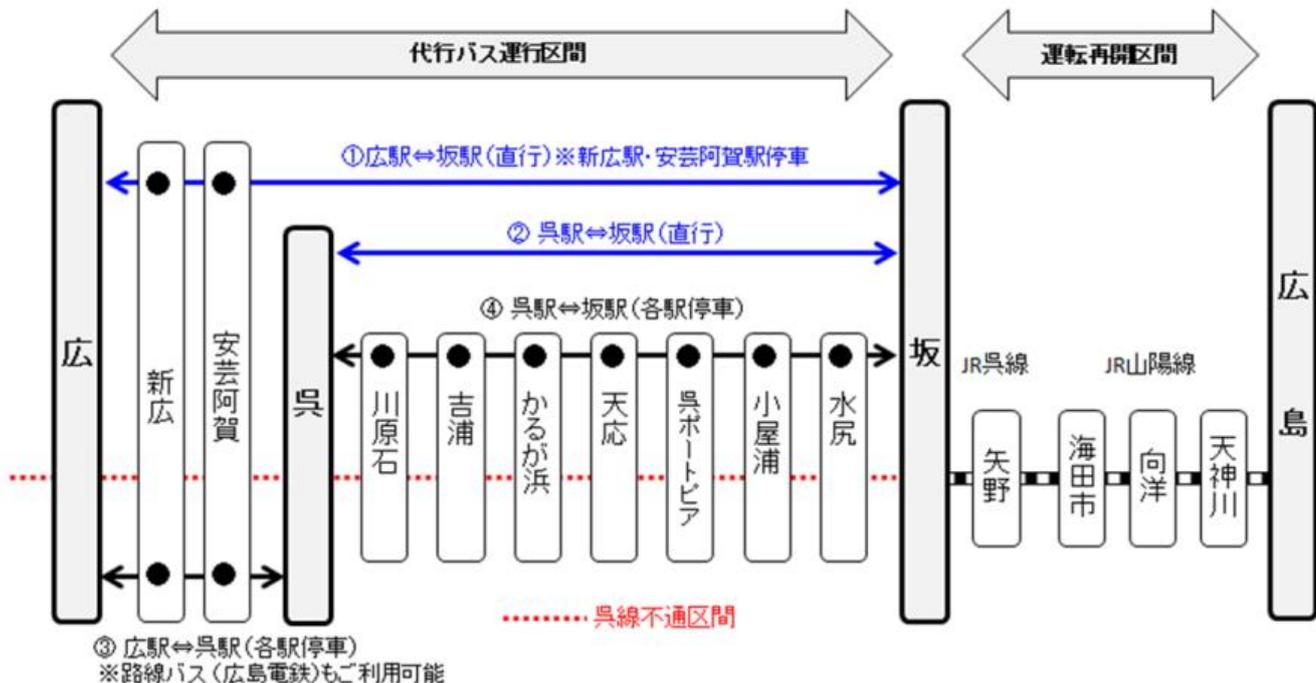 代行バス運行区間
運転再開区間
①広駅⇔坂駅(直行)※新広駅・安芸阿賀駅停車
②呉駅⇔坂駅(直行)
④呉駅⇔坂駅(各駅停車)
広
新広
安芸阿賀
呉
川原石
吉浦
かるが浜
天応
呉ポートピア
小屋浦
水尻
坂
JR呉線
JR山陽線
矢野
海田市
向洋
天神川
広島
呉線不通区間
③広駅⇔呉駅(各駅停車)
※路線バス(広島電鉄)もご利用可能